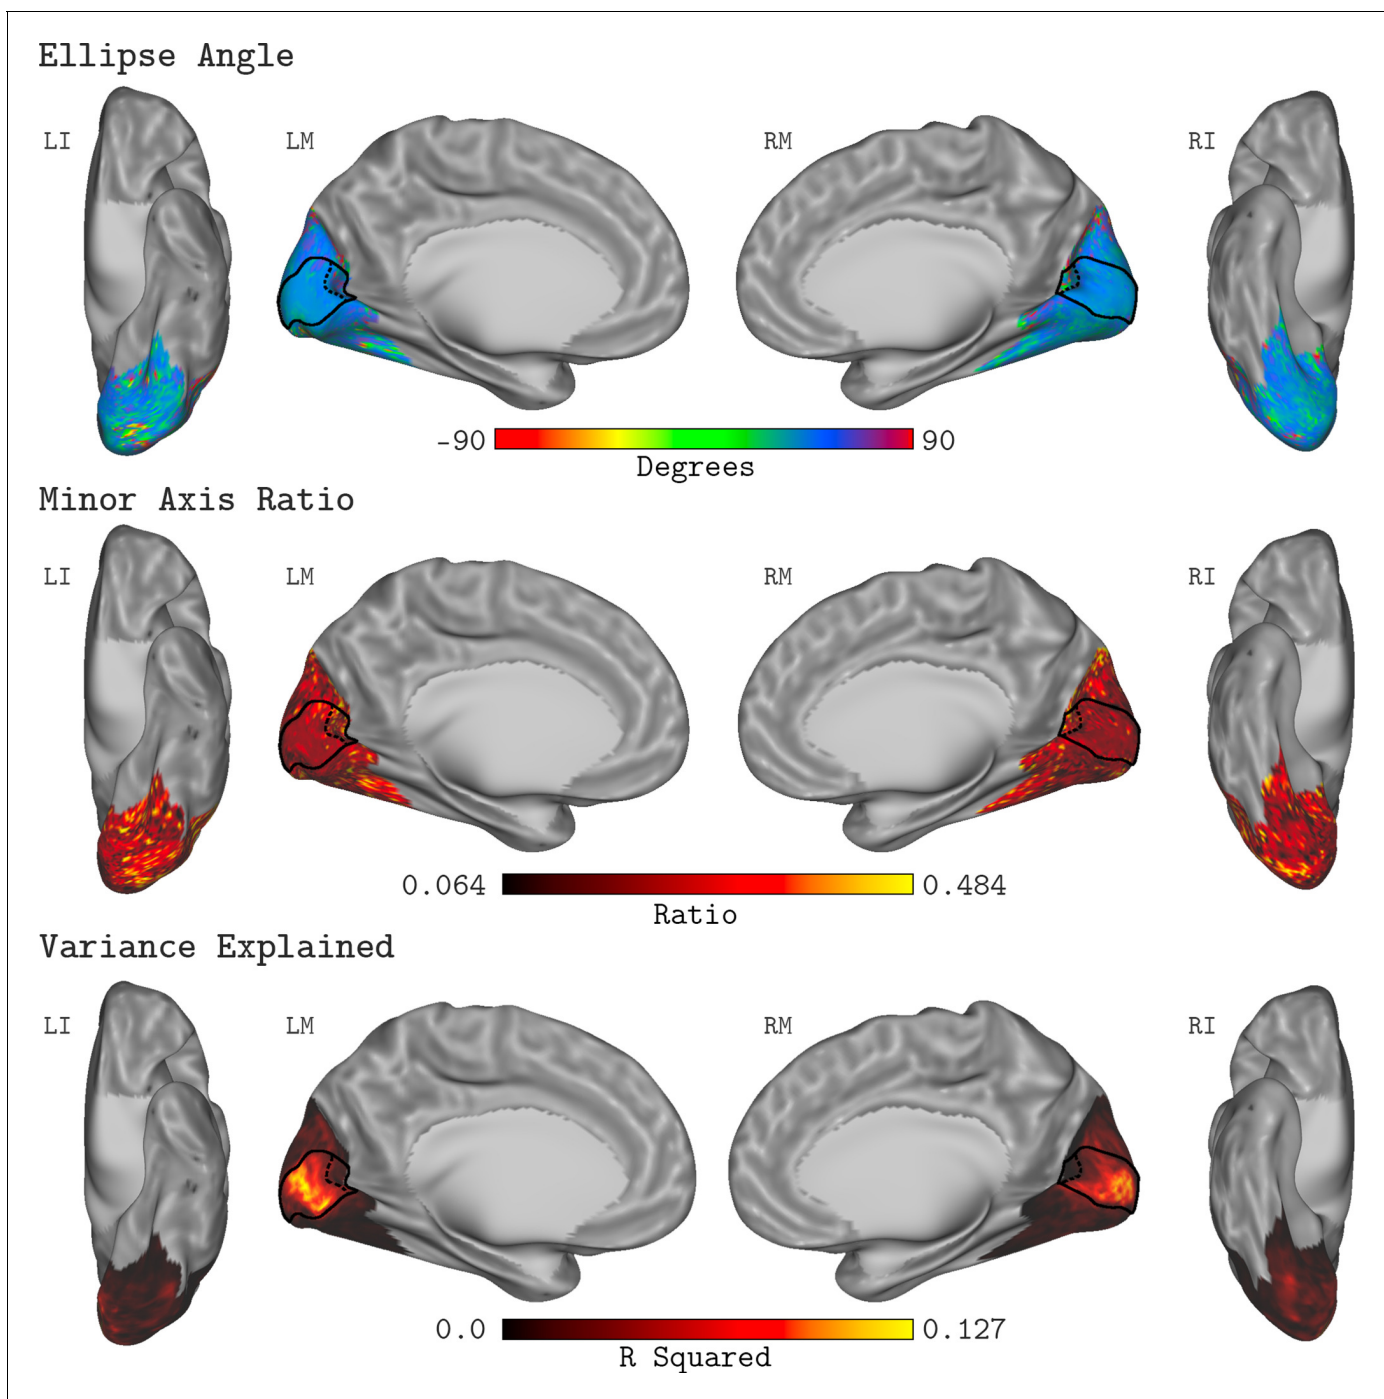 Ellipse Angle
LI LM RM RI
-90 90
Degrees
Minor Axis Ratio
LI LM RM RI
0.064 0.484
Ratio
Variance Explained
LI LM RM RI
0.0 0.127
R Squared